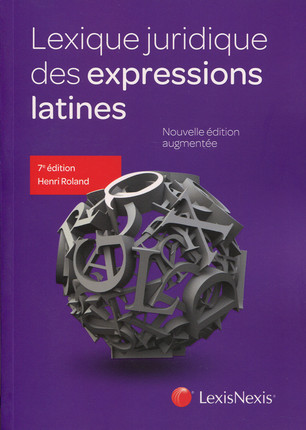 Lexique juridique
des expressions
latines
Nouvelle édition
augmentée
7e édition
Henri Roland
LexisNexis®